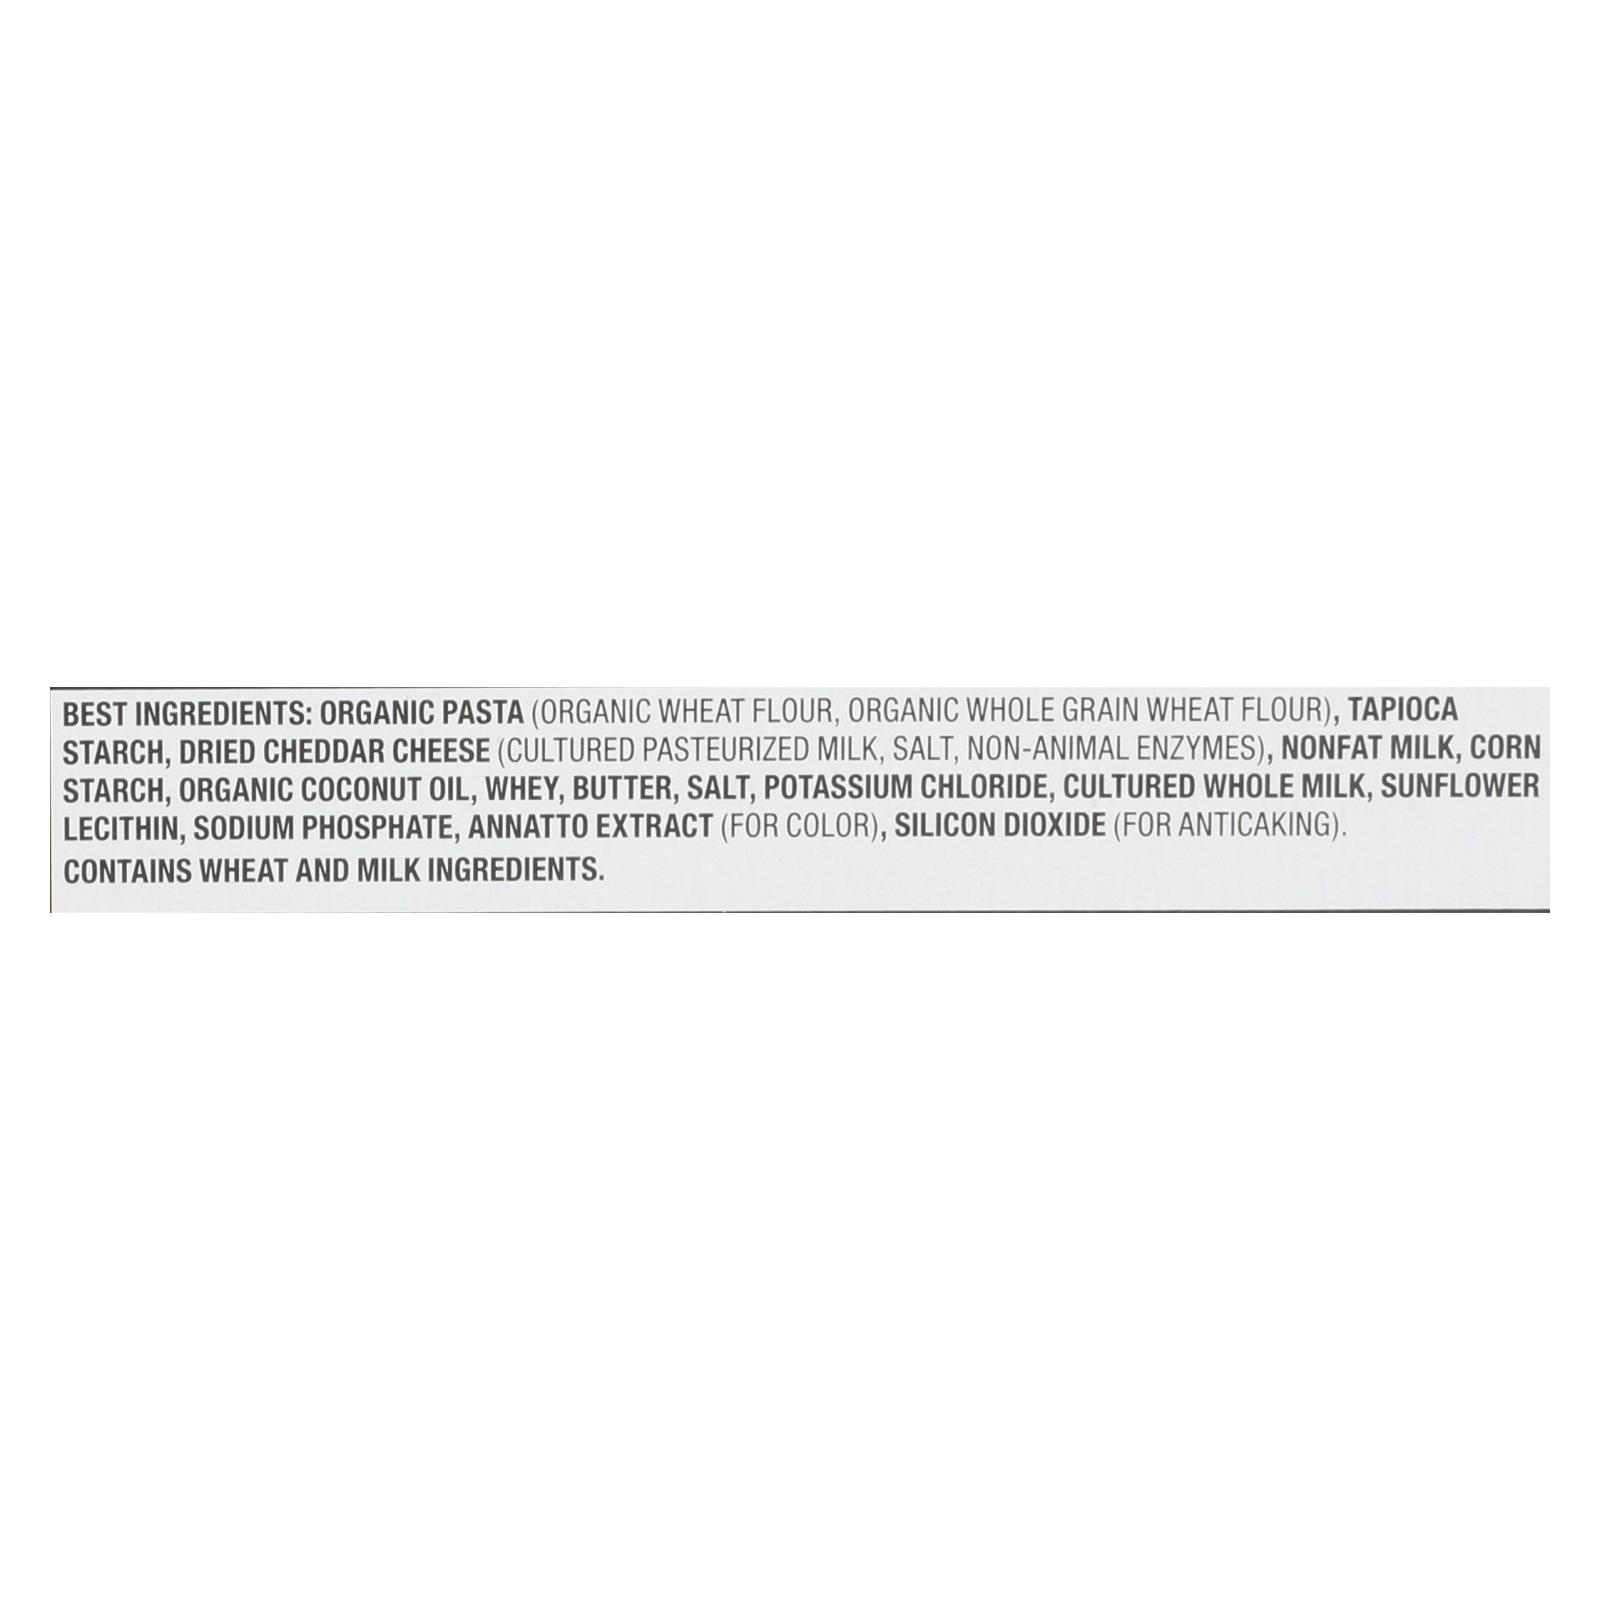 BEST INGREDIENTS: ORGANIC PASTA (ORGANIC WHEAT FLOUR, ORGANIC WHOLE GRAIN WHEAT FLOUR), TAPIOCA
STARCH, DRIED CHEDDAR CHEESE (CULTURED PASTEURIZED MILK, SALT, NON-ANIMAL ENZYMES), NONFAT MILK, CORN
STARCH, ORGANIC COCONUT OIL, WHEY, BUTTER, SALT, POTASSIUM CHLORIDE, CULTURED WHOLE MILK, SUNFLOWER
LECITHIN, SODIUM PHOSPHATE, ANNATTO EXTRACT (FOR COLOR), SILICON DIOXIDE (FOR ANTICAKING).
CONTAINS WHEAT AND MILK INGREDIENTS.